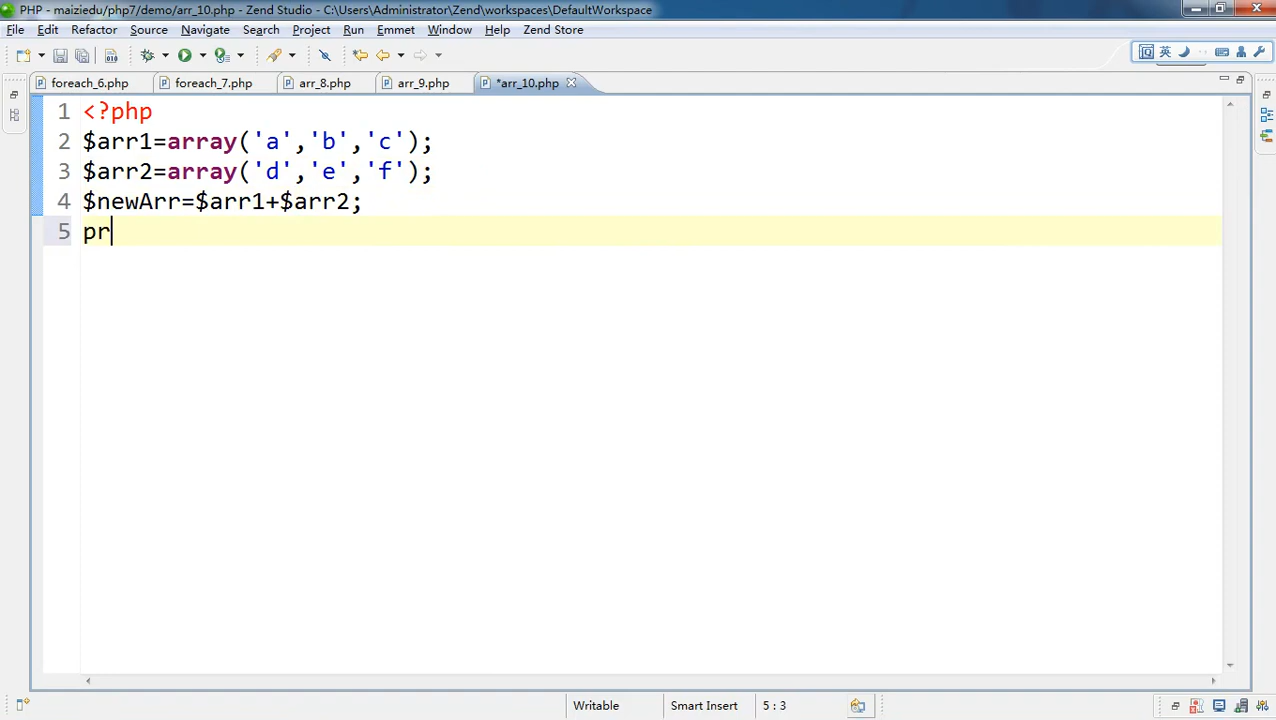 PHP - maiziedu/php7/demo/arr_10.php - Zend Studio - C:\Users\Administrator\Zend\workspaces\DefaultWorkspace
File Edit Refactor Source Navigate Search Project Run Emmet Window Help Zend Store
英
foreach_6.php foreach_7.php arr_8.php arr_9.php *arr_10.php
1 <?php
2 $arr1=array('a','b','c');
3 $arr2=array('d','e','f');
4 $newArr=$arr1+$arr2;
5 pr
Writable Smart Insert 5 : 3